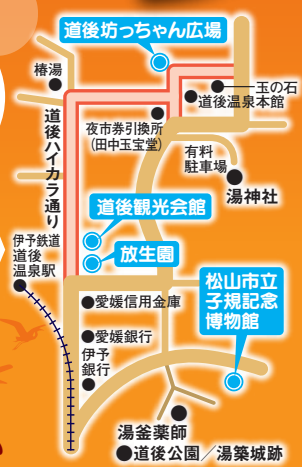 道後坊っちゃん広場
椿湯
玉の石
道後温泉本館
夜市券引換所
(田中玉宝堂)
道後ハイカラ通り
有料
駐車場
湯神社
道後観光会館
伊予鉄道
道後
温泉駅
放生園
松山市立
子規記念
博物館
愛媛信用金庫
愛媛銀行
伊予
銀行
湯釜薬師
道後公園／湯築城跡